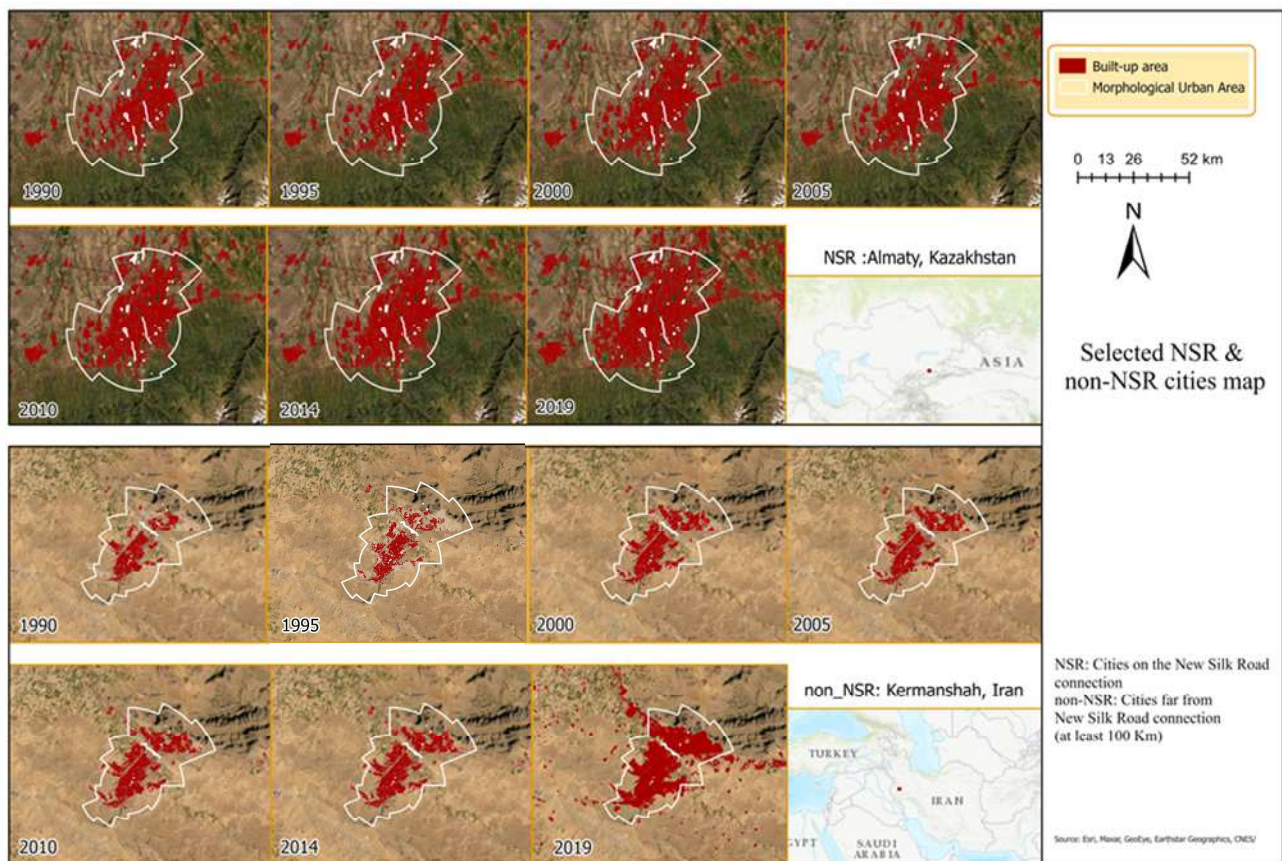 1990
1995
2000
2005
2010
2014
2019
NSR :Almaty, Kazakhstan
ASIA
Built-up area
Morphological Urban Area
0 13 26 52 km
N
Selected NSR &
non-NSR cities map
1990
1995
2000
2005
2010
2014
2019
non_NSR: Kermanshah, Iran
TURKEY
IRAN
SAUDI
ARABIA
GYPT
NSR: Cities on the New Silk Road
connection
non-NSR: Cities far from
New Silk Road connection
(at least 100 Km)
Source: Esri, Maxar, GeoEye, Earthstar Geographics, CNES/